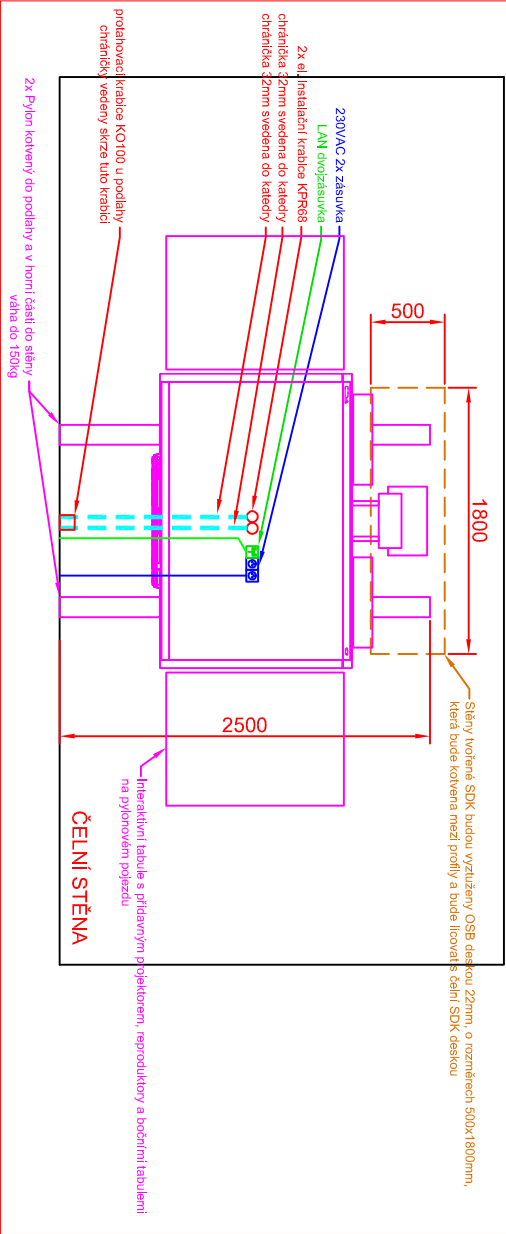 Stěny tvořené SDK budou vyztuženy OSB deskou 22mm, o rozměrech 500x1800mm,
která bude kotvena mezi profily a bude lícovat s čelní SDK deskou
1800
500
230VAC 2x zásuvka
LAN dvojzásuvka
2x el. Instalační krabice KPR68
chránička 32mm svedena do katedry
chránička 32mm svedena do katedry
2500
Interaktivní tabule s přídavným projektorem, reproduktory a bočními tabulemi
na pylonovém pojezdu
protahovací krabice KO100 u podlahy
chráničky vedeny skrze tuto krabici
2x Pylon kotvený do podlahy a v horní části do stěny
váha do 150kg
ČELNÍ STĚNA